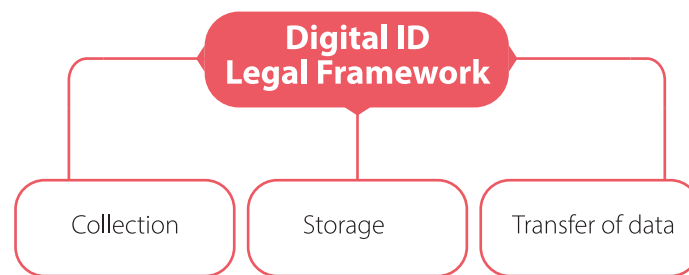 Digital ID
Legal Framework
Collection
Storage
Transfer of data